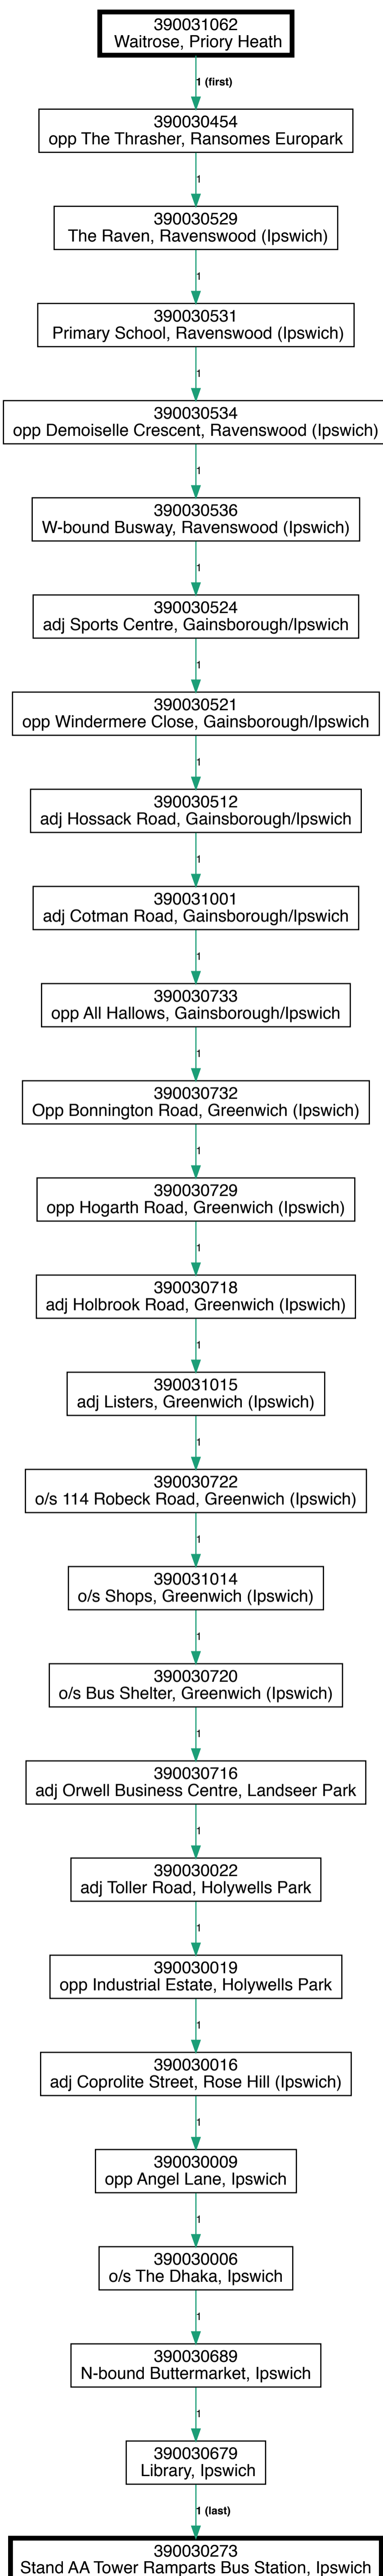 390031062
Waitrose, Priory Heath
1 (first)
390030454
opp The Thrasher, Ransomes Europark
1
390030529
The Raven, Ravenswood (Ipswich)
1
390030531
Primary School, Ravenswood (Ipswich)
1
390030534
opp Demoiselle Crescent, Ravenswood (Ipswich)
1
390030536
W-bound Busway, Ravenswood (Ipswich)
1
390030524
adj Sports Centre, Gainsborough/Ipswich
1
390030521
opp Windermere Close, Gainsborough/Ipswich
1
390030512
adj Hossack Road, Gainsborough/Ipswich
1
390031001
adj Cotman Road, Gainsborough/Ipswich
1
390030733
opp All Hallows, Gainsborough/Ipswich
1
390030732
Opp Bonnington Road, Greenwich (Ipswich)
1
390030729
opp Hogarth Road, Greenwich (Ipswich)
1
390030718
adj Holbrook Road, Greenwich (Ipswich)
1
390031015
adj Listers, Greenwich (Ipswich)
1
390030722
o/s 114 Robeck Road, Greenwich (Ipswich)
1
390031014
o/s Shops, Greenwich (Ipswich)
1
390030720
o/s Bus Shelter, Greenwich (Ipswich)
1
390030716
adj Orwell Business Centre, Landseer Park
1
390030022
adj Toller Road, Holywells Park
1
390030019
opp Industrial Estate, Holywells Park
1
390030016
adj Coprolite Street, Rose Hill (Ipswich)
1
390030009
opp Angel Lane, Ipswich
1
390030006
o/s The Dhaka, Ipswich
1
390030689
N-bound Buttermarket, Ipswich
1
390030679
Library, Ipswich
1 (last)
390030273
Stand AA Tower Ramparts Bus Station, Ipswich